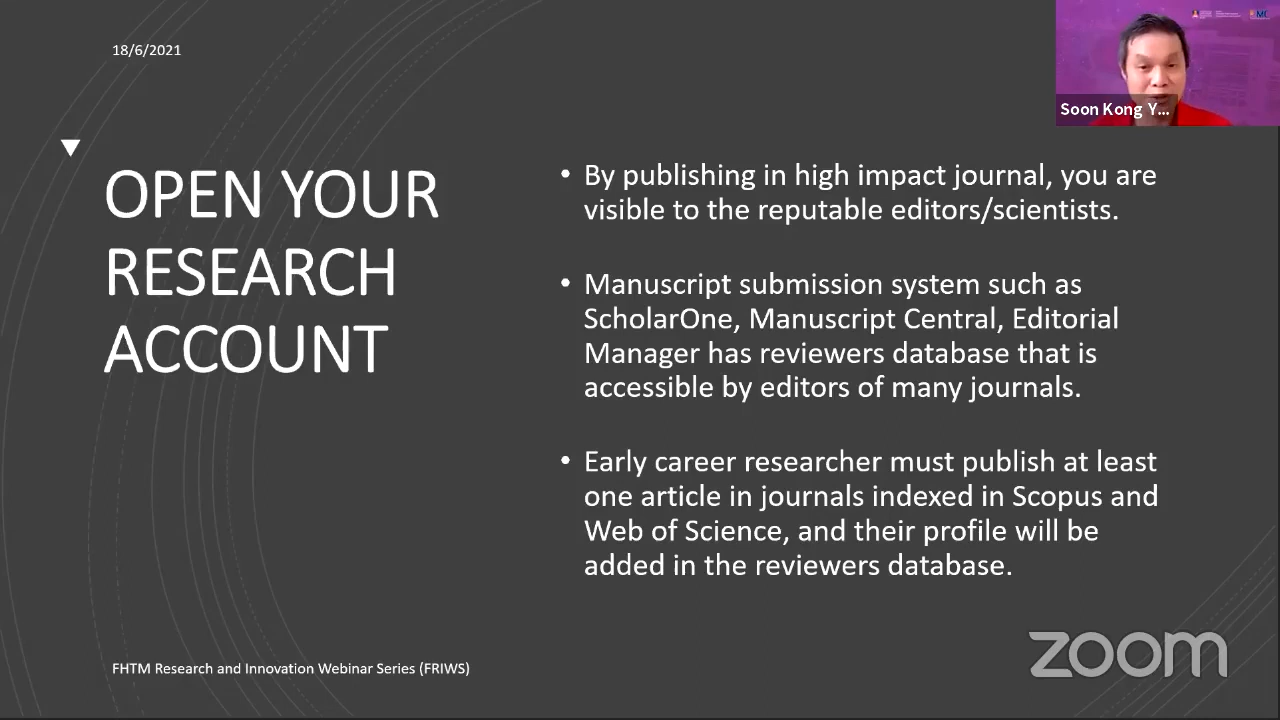 18/6/2021
Soon Kong Y...
OPEN YOUR
RESEARCH
ACCOUNT
• By publishing in high impact journal, you are
visible to the reputable editors/scientists.
• Manuscript submission system such as
ScholarOne, Manuscript Central, Editorial
Manager has reviewers database that is
accessible by editors of many journals.
• Early career researcher must publish at least
one article in journals indexed in Scopus and
Web of Science, and their profile will be
added in the reviewers database.
FHTM Research and Innovation Webinar Series (FRIWS)
zoom